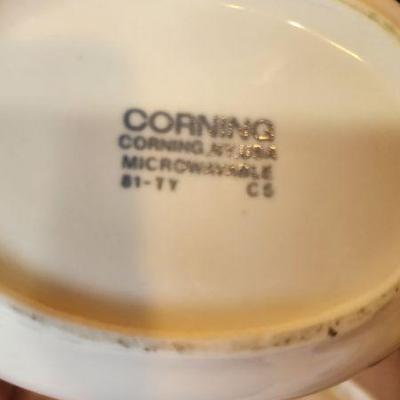 CORNING
CORNING, NY, USA
MICROWAVABLE
81-TY C5